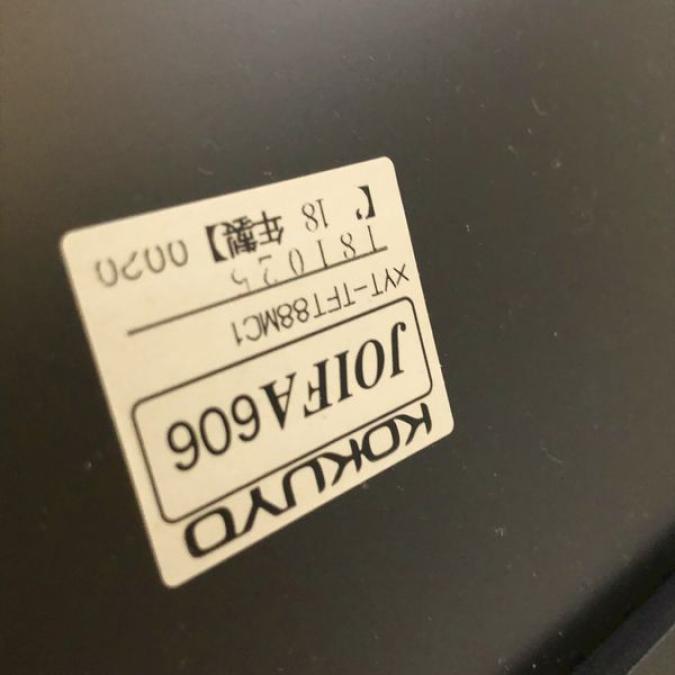 KOKUYO
JOIFA606
XYT-TFT88MC1
181025
【'18 年製】 0020